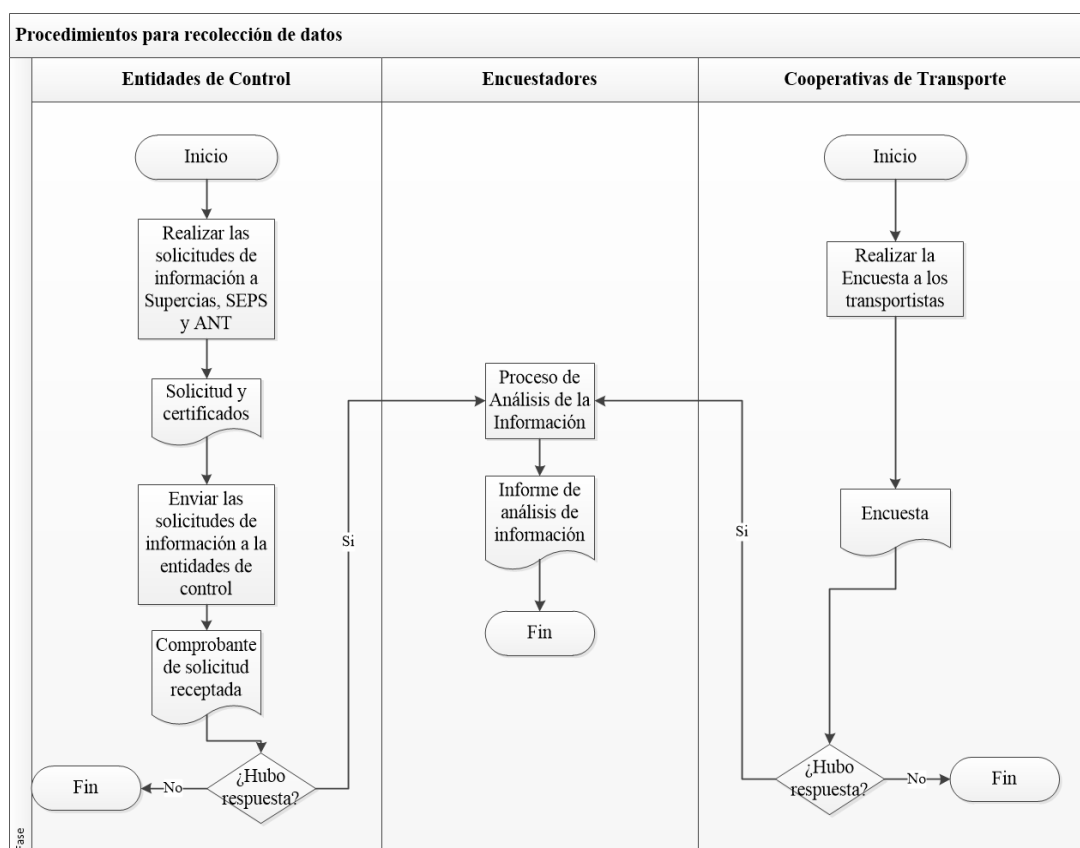 Procedimientos para recolección de datos
Entidades de Control
Encuestadores
Cooperativas de Transporte
Inicio
Realizar las
solicitudes de
información a
Supercias, SEPS
y ANT
Solicitud y
certificados
Enviar las
solicitudes de
información a la
entidades de
control
Comprobante
de solicitud
receptada
¿Hubo
respuesta?
No
Fin
Si
Proceso de
Análisis de la
Información
Informe de
análisis de
información
Fin
Inicio
Realizar la
Encuesta a los
transportistas
Encuesta
¿Hubo
respuesta?
Si
No
Fin
Fase